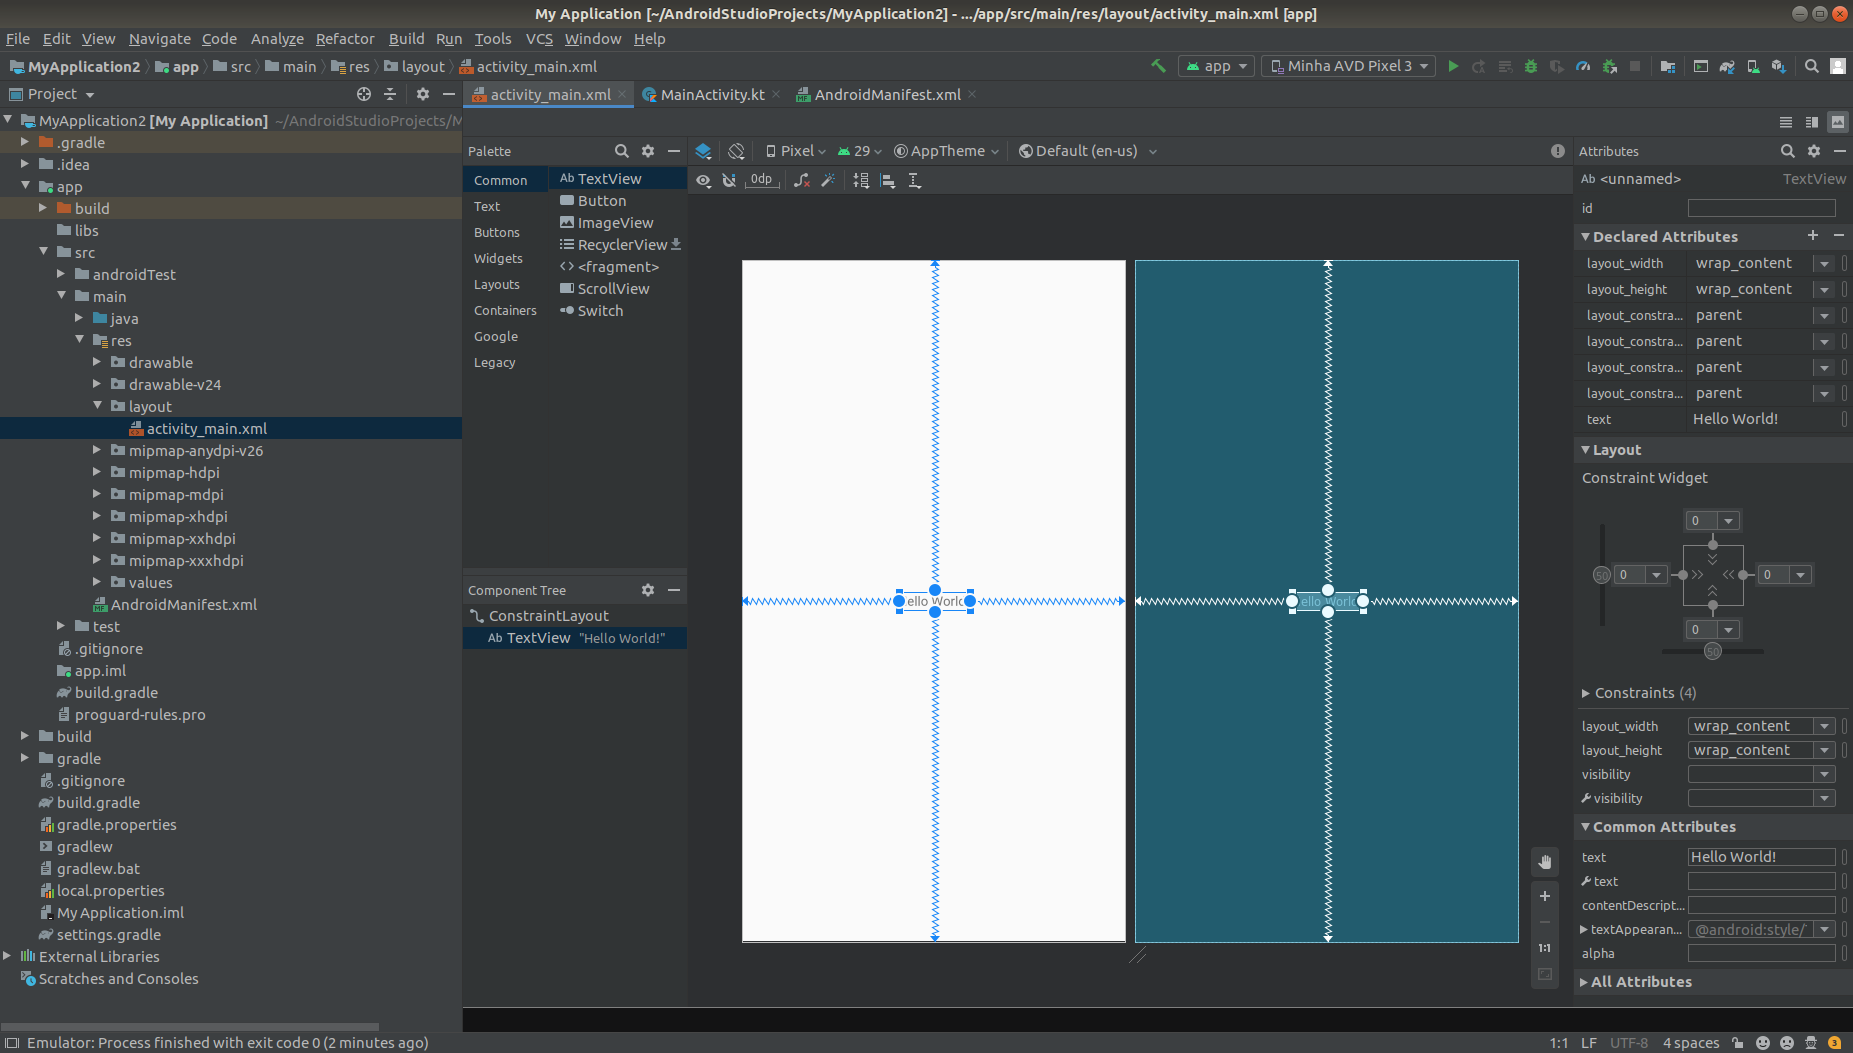 My Application [~/AndroidStudioProjects/MyApplication2] - .../app/src/main/res/layout/activity_main.xml [app]
File Edit View Navigate Code Analyze Refactor Build Run Tools VCS Window Help
MyApplication2 app src main res layout activity_main.xml
app Minha AVD Pixel 3
Project
activity_main.xml MainActivity.kt AndroidManifest.xml
MyApplication2 [My Application] ~/AndroidStudioProjects/M
.gradle
.idea
app
build
libs
src
androidTest
main
java
res
drawable
drawable-v24
layout
activity_main.xml
mipmap-anydpi-v26
mipmap-hdpi
mipmap-mdpi
mipmap-xhdpi
mipmap-xxhdpi
mipmap-xxxhdpi
values
AndroidManifest.xml
test
.gitignore
app.iml
build.gradle
proguard-rules.pro
build
gradle
.gitignore
build.gradle
gradle.properties
gradlew
gradlew.bat
local.properties
My Application.iml
settings.gradle
External Libraries
Scratches and Consoles
Palette
Common
Text
Buttons
Widgets
Layouts
Containers
Google
Legacy
Ab TextView
Button
ImageView
RecyclerView
<fragment>
ScrollView
Switch
Component Tree
ConstraintLayout
Ab TextView "Hello World!"
Pixel 29 AppTheme Default (en-us)
0dp
ello World
ello World
1:1
Attributes
Ab <unnamed> TextView
id
Declared Attributes
layout_width wrap_content
layout_height wrap_content
layout_constra... parent
layout_constra... parent
layout_constra... parent
layout_constra... parent
text Hello World!
Layout
Constraint Widget
0
50 0 0
0
50
Constraints (4)
layout_width wrap_content
layout_height wrap_content
visibility
visibility
Common Attributes
text Hello World!
text
contentDescript...
textAppearan... @android:style/
alpha
All Attributes
Emulator: Process finished with exit code 0 (2 minutes ago)
1:1 LF UTF-8 4 spaces 3